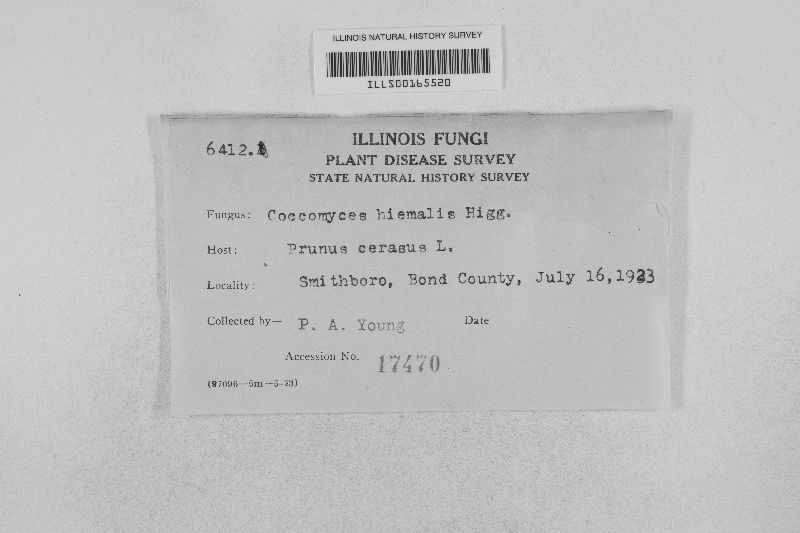 ILLINOIS NATURAL HISTORY SURVEY
ILLS00165520
6412.1
ILLINOIS FUNGI
PLANT DISEASE SURVEY
STATE NATURAL HISTORY SURVEY
Fungus: Coccomyces hiemalis Higg.
Host: Prunus cerasus L.
Locality: Smithboro, Bond County, July 16, 1923
Collected by— P. A. Young Date
Accession No. 17470
(87096—5m—5-23)